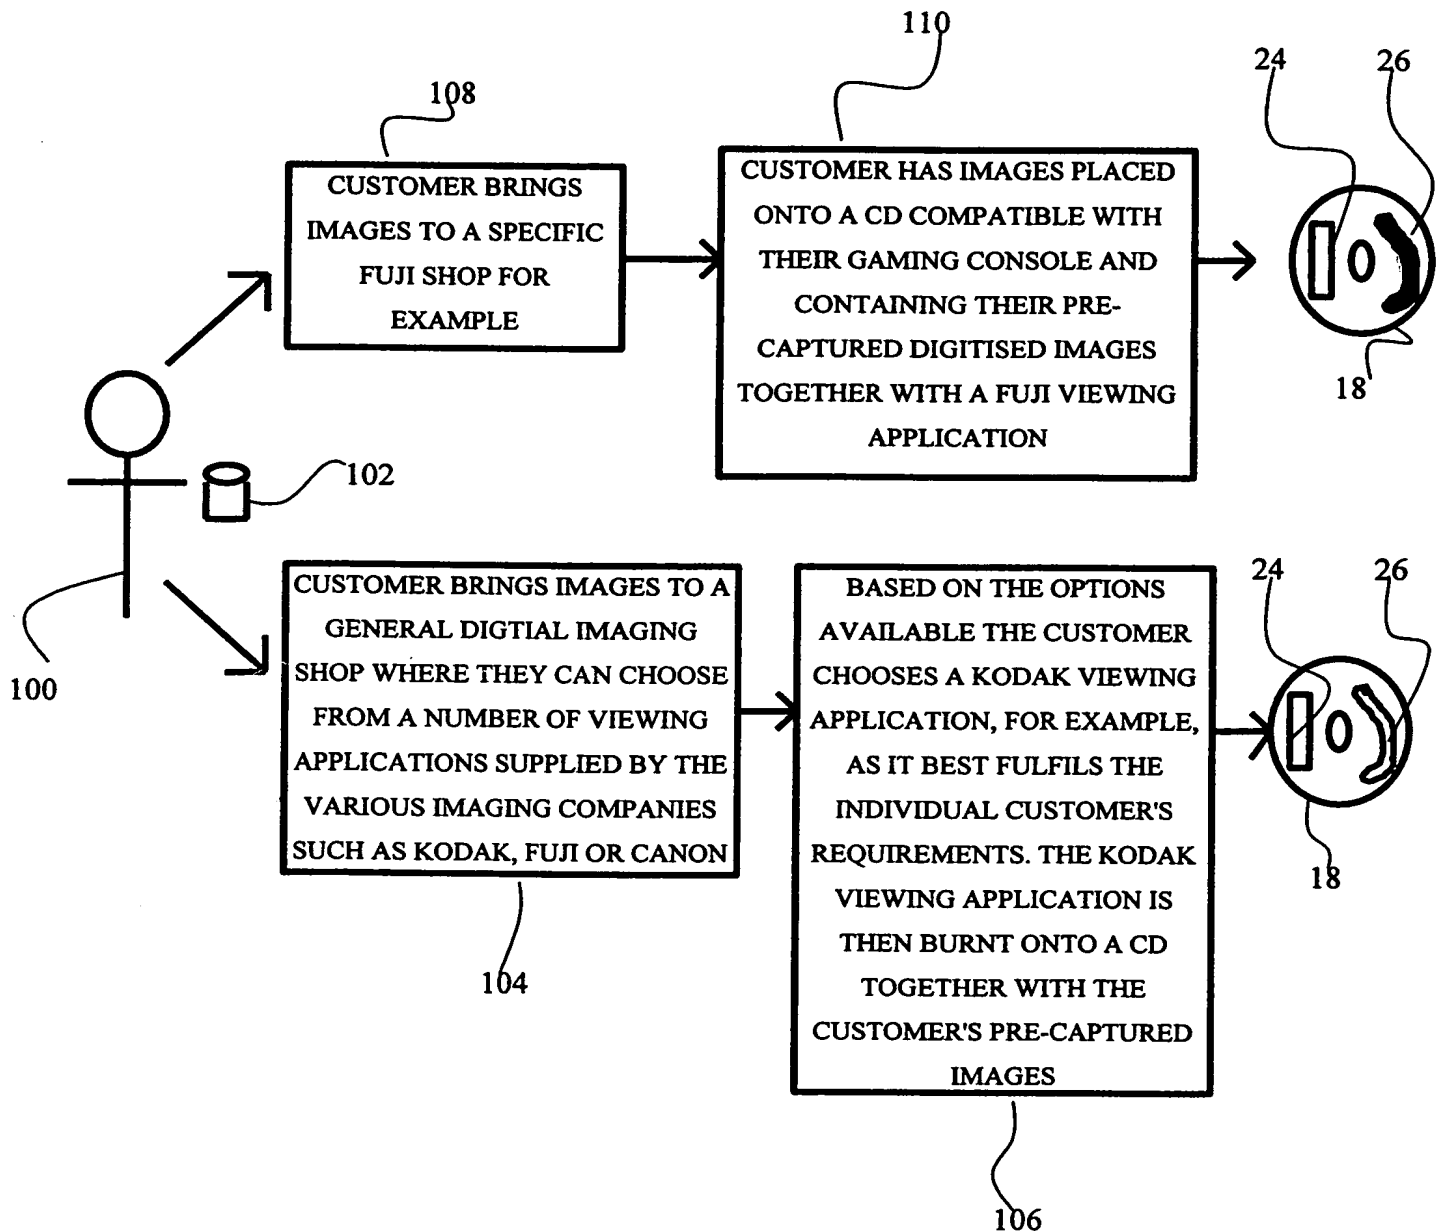 110
24
26
108
CUSTOMER BRINGS
IMAGES TO A SPECIFIC
FUJI SHOP FOR
EXAMPLE
CUSTOMER HAS IMAGES PLACED
ONTO A CD COMPATIBLE WITH
THEIR GAMING CONSOLE AND
CONTAINING THEIR PRE-
CAPTURED DIGITISED IMAGES
TOGETHER WITH A FUJI VIEWING
APPLICATION
18
102
100
CUSTOMER BRINGS IMAGES TO A
GENERAL DIGTIAL IMAGING
SHOP WHERE THEY CAN CHOOSE
FROM A NUMBER OF VIEWING
APPLICATIONS SUPPLIED BY THE
VARIOUS IMAGING COMPANIES
SUCH AS KODAK, FUJI OR CANON
104
BASED ON THE OPTIONS
AVAILABLE THE CUSTOMER
CHOOSES A KODAK VIEWING
APPLICATION, FOR EXAMPLE,
AS IT BEST FULFILS THE
INDIVIDUAL CUSTOMER'S
REQUIREMENTS. THE KODAK
VIEWING APPLICATION IS
THEN BURNT ONTO A CD
TOGETHER WITH THE
CUSTOMER'S PRE-CAPTURED
IMAGES
106
24
26
18